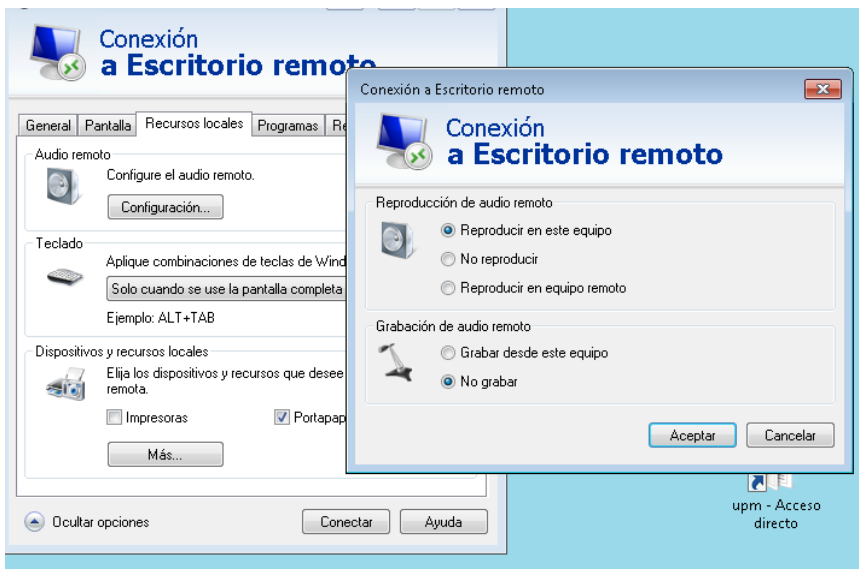 Conexión
a Escritorio remoto
General
Pantalla
Recursos locales
Programas
Audio remoto
Configure el audio remoto.
Configuración...
Teclado
Aplique combinaciones de teclas de
Solo cuando se use la pantalla completa
Ejemplo: ALT+TAB
Dispositivos y recursos locales
Elija los dispositivos y recursos que desee
remota.
Impresoras
Más...
Ocultar opciones
Conectar
Ayuda
Conexión a Escritorio remoto
Conexión
a Escritorio remoto
Reproducción de audio remoto
Reproducir en este equipo
No reproducir
Reproducir en equipo remoto
Grabación de audio remoto
Grabar desde este equipo
No grabar
Aceptar
Cancelar
upm - Acceso
directo